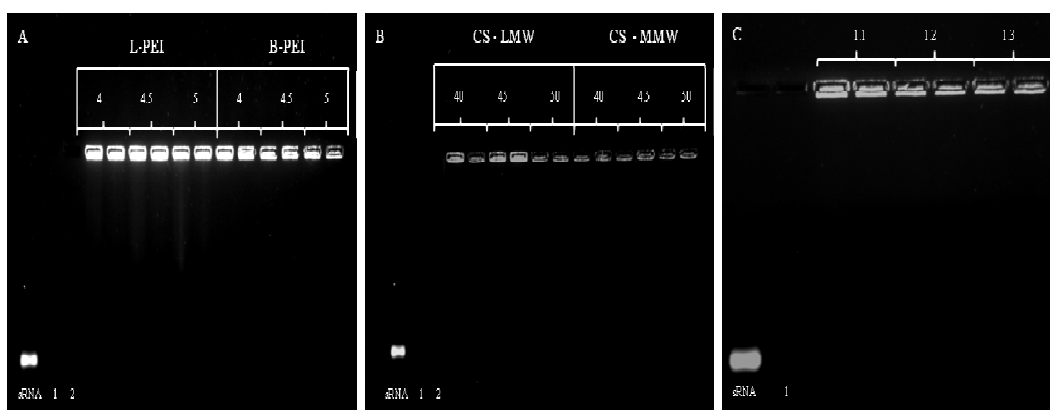 A
L-PEI B-PEI
4 4.5 5 4 4.5 5
siRNA 1 2
B
CS - LMW CS - MMW
40 45 50 40 45 50
siRNA 1 2
C
11 12 13
siRNA 1